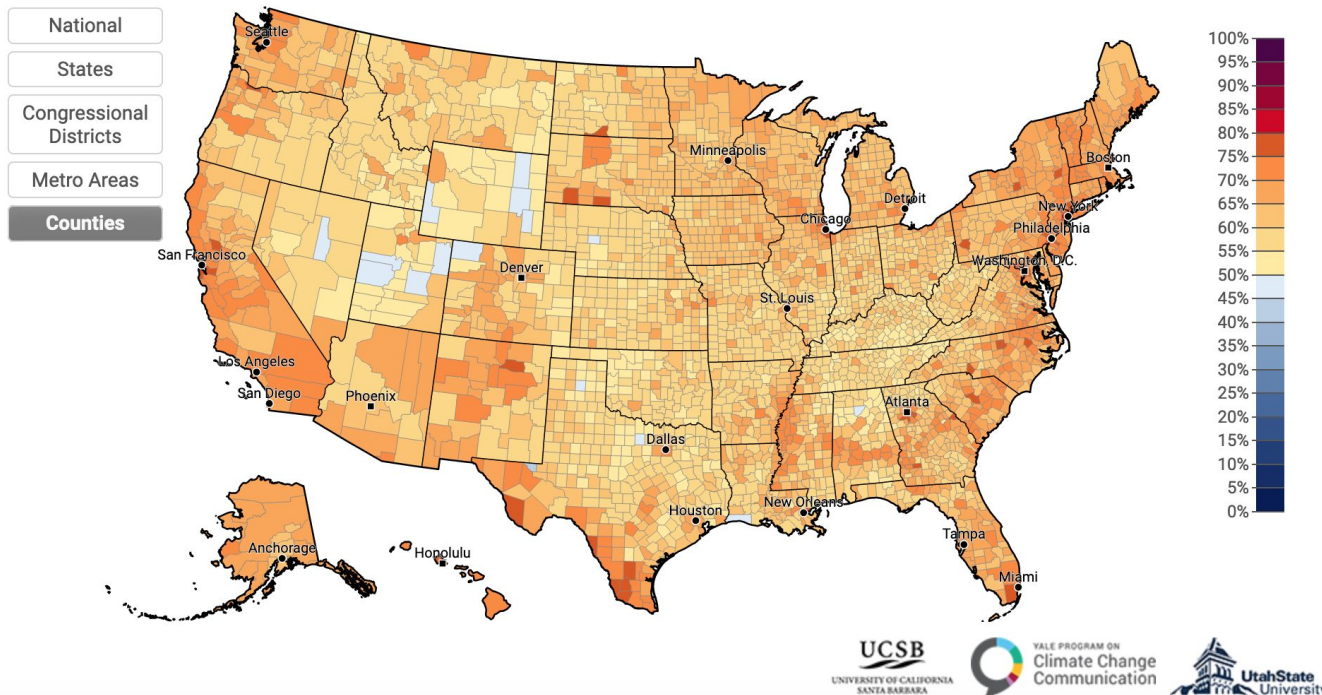 National
States
Congressional
Districts
Metro Areas
Counties
Seattle
Minneapolis
Boston
Detroit
New York
Chicago
Philadelphia
San Francisco
Denver
Washington, D.C.
St. Louis
Los Angeles
San Diego
Phoenix
Atlanta
Dallas
Houston
New Orleans
Tampa
Anchorage
Honolulu
Miami
100%
95%
90%
85%
80%
75%
70%
65%
60%
55%
50%
45%
40%
35%
30%
25%
20%
15%
10%
5%
0%
UCSB
UNIVERSITY OF CALIFORNIA
SANTA BARBARA
YALE PROGRAM ON
Climate Change
Communication
UtahState
University